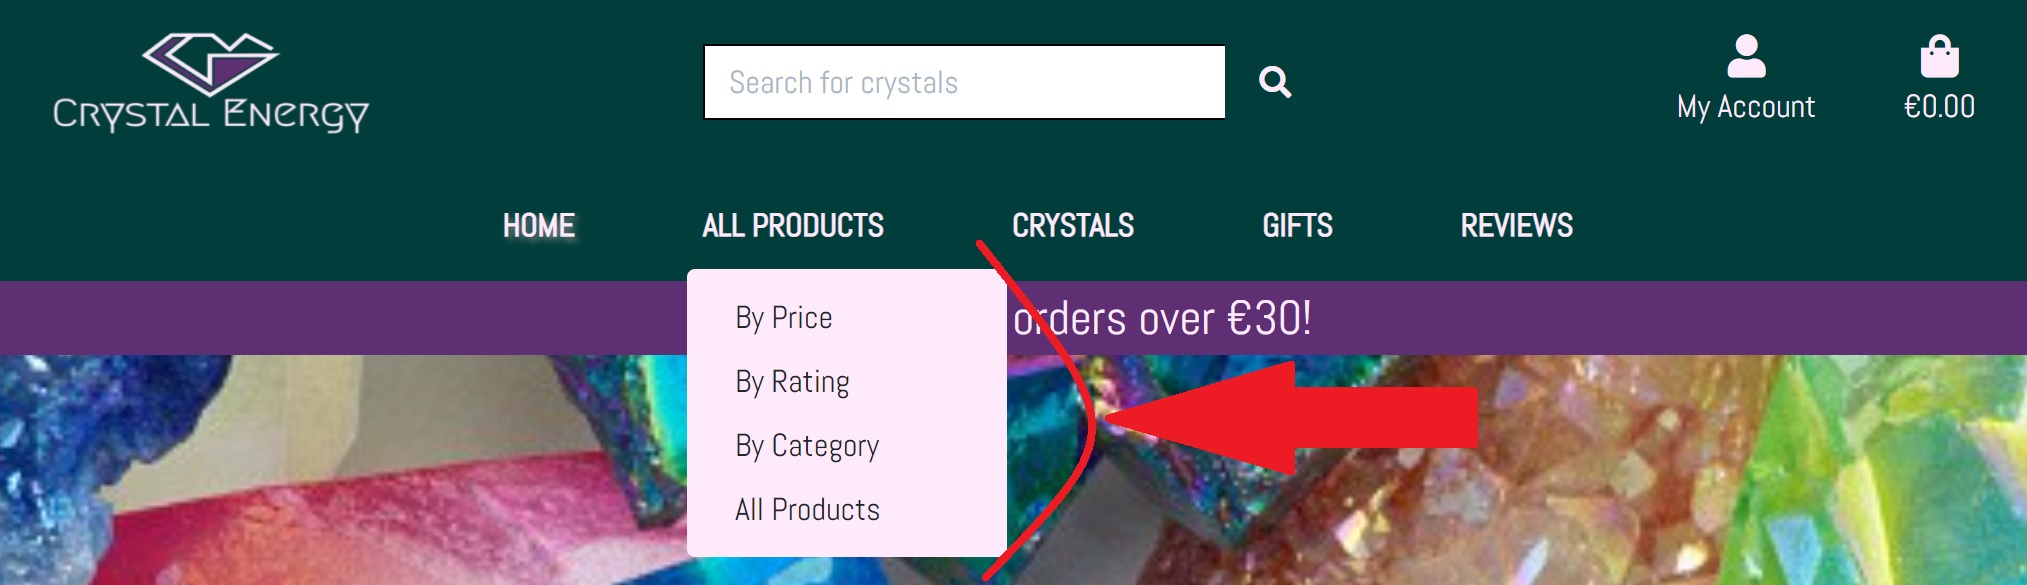 CRYSTAL ENERGY
Search for crystals
My Account
€0.00
HOME
ALL PRODUCTS
CRYSTALS
GIFTS
REVIEWS
orders over €30!
By Price
By Rating
By Category
All Products